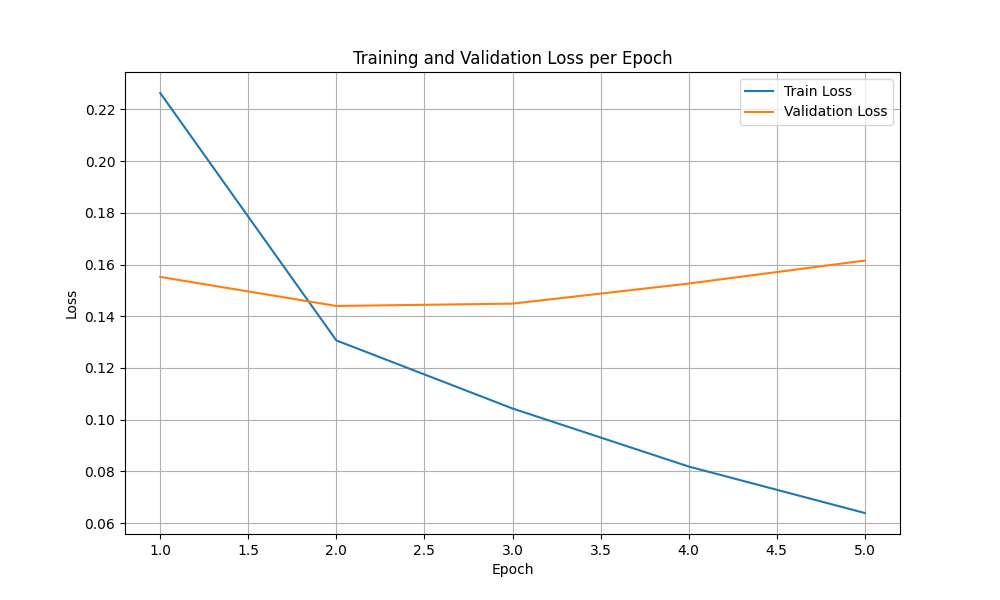 Training and Validation Loss per Epoch
Train Loss
Validation Loss
0.22
0.20
0.18
0.16
0.14
0.12
0.10
0.08
0.06
Loss
1.0 1.5 2.0 2.5 3.0 3.5 4.0 4.5 5.0
Epoch